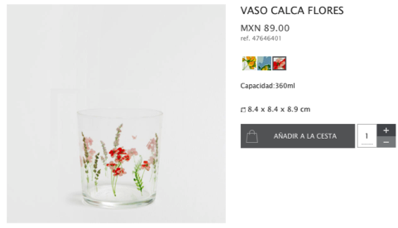 VASO CALCA FLORES
MXN 89.00
ref. 47646401
Capacidad:360ml
8.4 x 8.4 x 8.9 cm
AÑADIR A LA CESTA
1
+
−